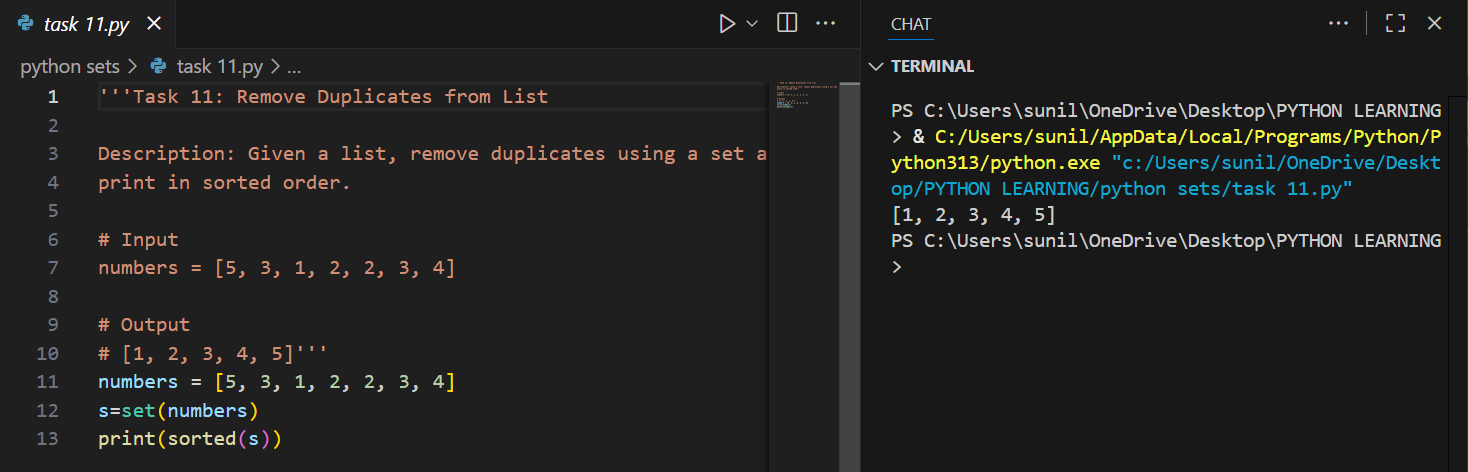 task 11.py
python sets > task 11.py > ...
1 '''Task 11: Remove Duplicates from List
2
3 Description: Given a list, remove duplicates using a set a
4 print in sorted order.
5
6 # Input
7 numbers = [5, 3, 1, 2, 2, 3, 4]
8
9 # Output
10 # [1, 2, 3, 4, 5]'''
11 numbers = [5, 3, 1, 2, 2, 3, 4]
12 s=set(numbers)
13 print(sorted(s))
CHAT
TERMINAL
PS C:\Users\sunil\OneDrive\Desktop\PYTHON LEARNING
> & C:/Users/sunil/AppData/Local/Programs/Python/P
ython313/python.exe "c:/Users/sunil/OneDrive/Deskt
op/PYTHON LEARNING/python sets/task 11.py"
[1, 2, 3, 4, 5]
PS C:\Users\sunil\OneDrive\Desktop\PYTHON LEARNING
>